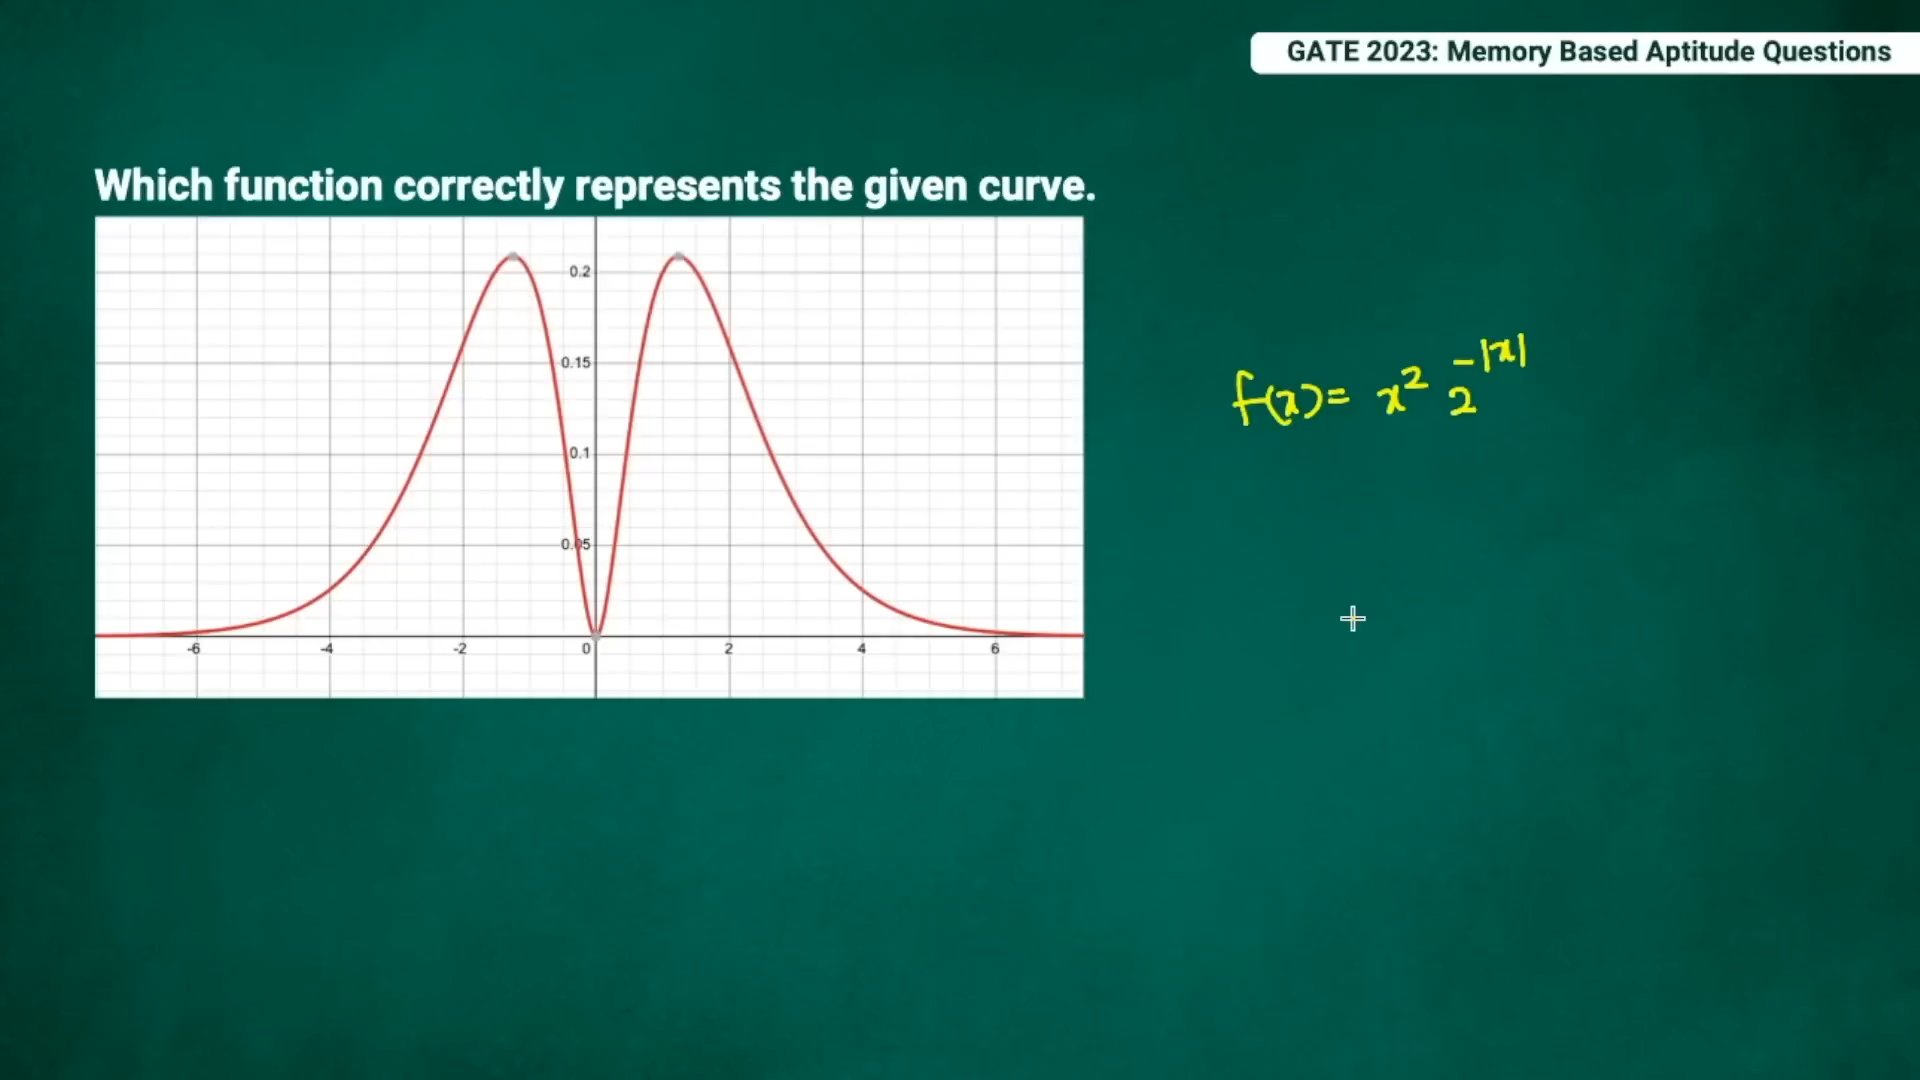 GATE 2023: Memory Based Aptitude Questions
Which function correctly represents the given curve.
0.2
0.15
f(x)= x² 2^-|x|
0.1
0.05
-6 -4 -2 0 2 4 6